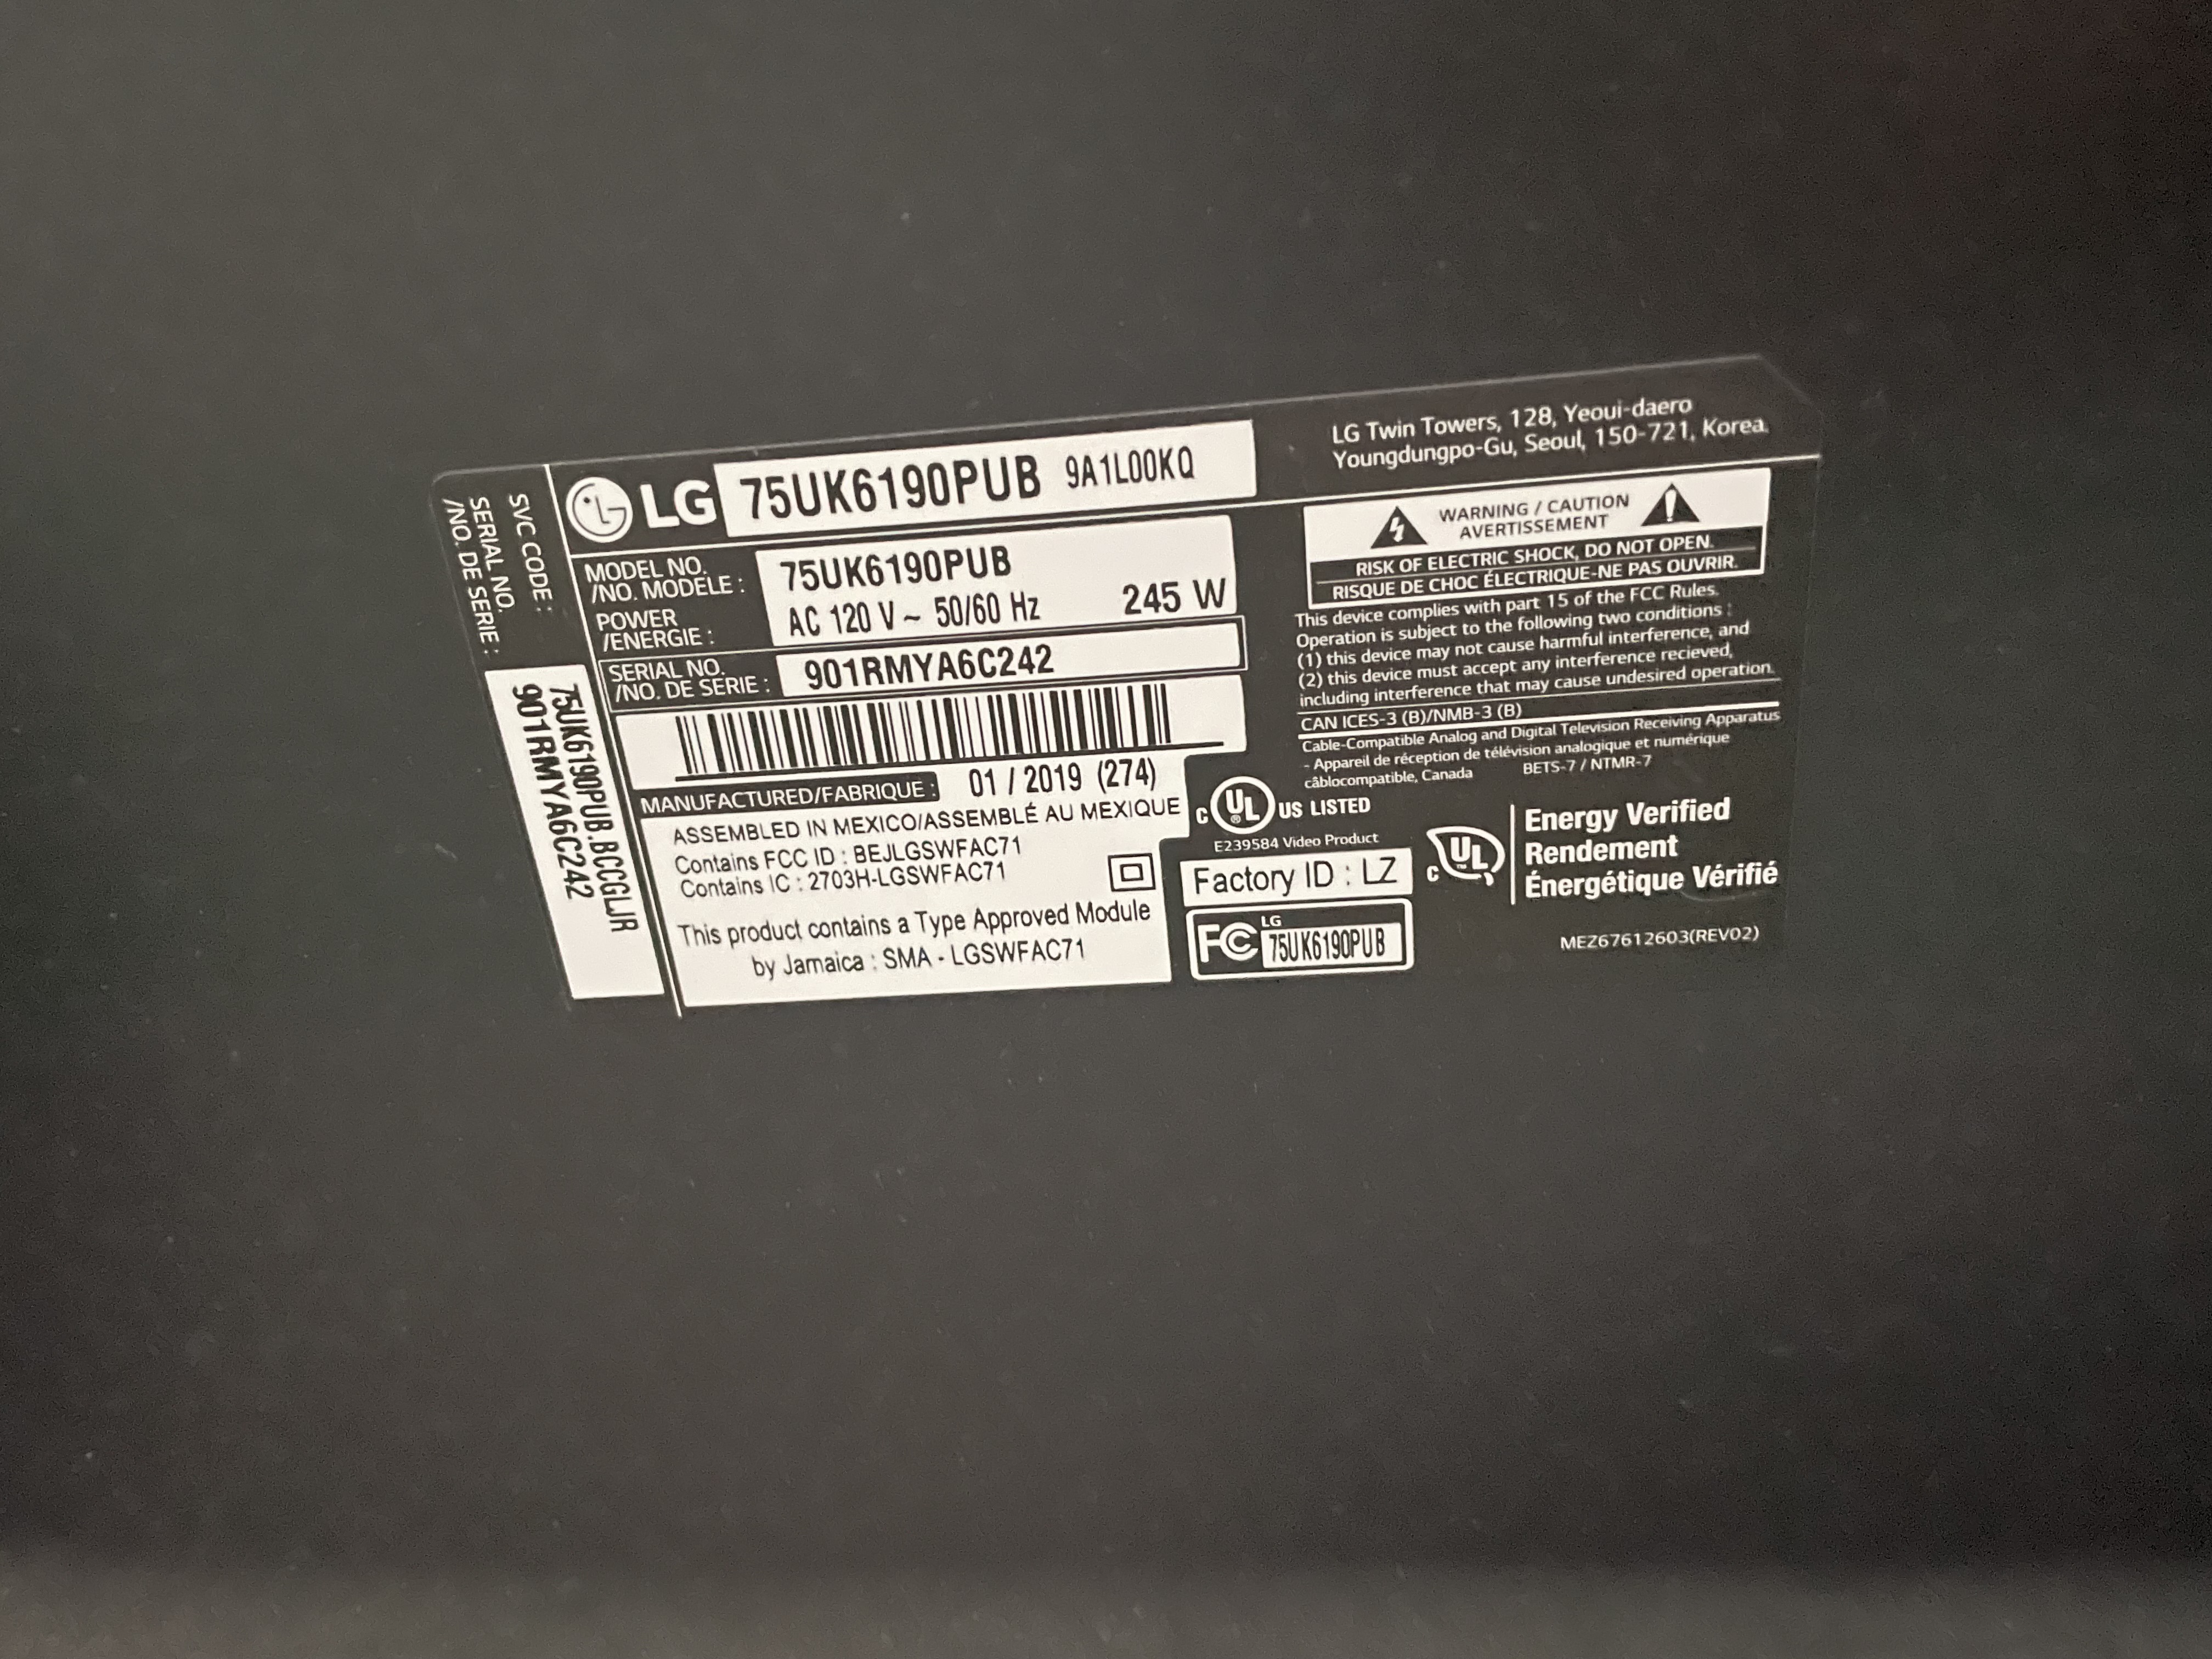 LG 75UK6190PUB 9A1L00KQ
MODEL NO.
/NO. MODÈLE :
75UK6190PUB
POWER
/ENERGIE :
AC 120 V ~ 50/60 Hz 245 W
SERIAL NO.
/NO. DE SÉRIE :
901RMYA6C242
MANUFACTURED/FABRIQUÉ : 01 / 2019 (274)
ASSEMBLED IN MEXICO/ASSEMBLÉ AU MEXIQUE
Contains FCC ID : BEJLGSWFAC71
Contains IC : 2703H-LGSWFAC71
This product contains a Type Approved Module
by Jamaica : SMA - LGSWFAC71
SVC CODE :
SERIAL NO.
/NO. DE SÉRIE :
75UK6190PUB.BCCGLJR
901RMYA6C242
LG Twin Towers, 128, Yeoui-daero
Youngdungpo-Gu, Seoul, 150-721, Korea
WARNING / CAUTION
AVERTISSEMENT
RISK OF ELECTRIC SHOCK, DO NOT OPEN.
RISQUE DE CHOC ÉLECTRIQUE-NE PAS OUVRIR.
This device complies with part 15 of the FCC Rules.
Operation is subject to the following two conditions :
(1) this device may not cause harmful interference, and
(2) this device must accept any interference recieved,
including interference that may cause undesired operation.
CAN ICES-3 (B)/NMB-3 (B)
Cable-Compatible Analog and Digital Television Receiving Apparatus
- Appareil de réception de télévision analogique et numérique
câblocompatible, Canada BETS-7 / NTMR-7
C UL ® US LISTED
E239584 Video Product
Factory ID : LZ
FC LG
75UK6190PUB
C UL ™
Energy Verified
Rendement
Énergétique Vérifié
MEZ67612603(REV02)